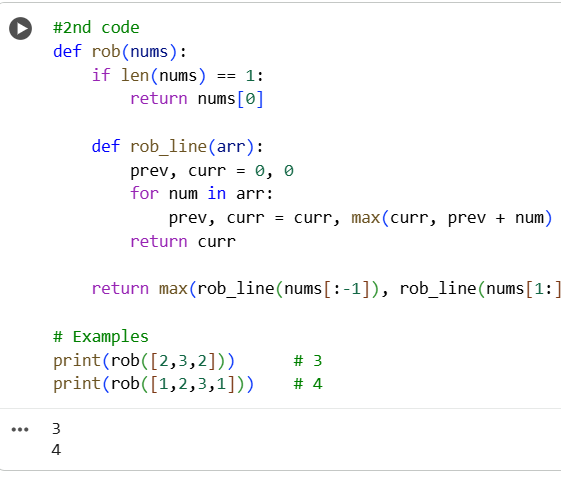 #2nd code
def rob(nums):
    if len(nums) == 1:
        return nums[0]

    def rob_line(arr):
        prev, curr = 0, 0
        for num in arr:
            prev, curr = curr, max(curr, prev + num)
        return curr

    return max(rob_line(nums[:-1]), rob_line(nums[1:]

# Examples
print(rob([2,3,2]))      # 3
print(rob([1,2,3,1]))    # 4
3
4